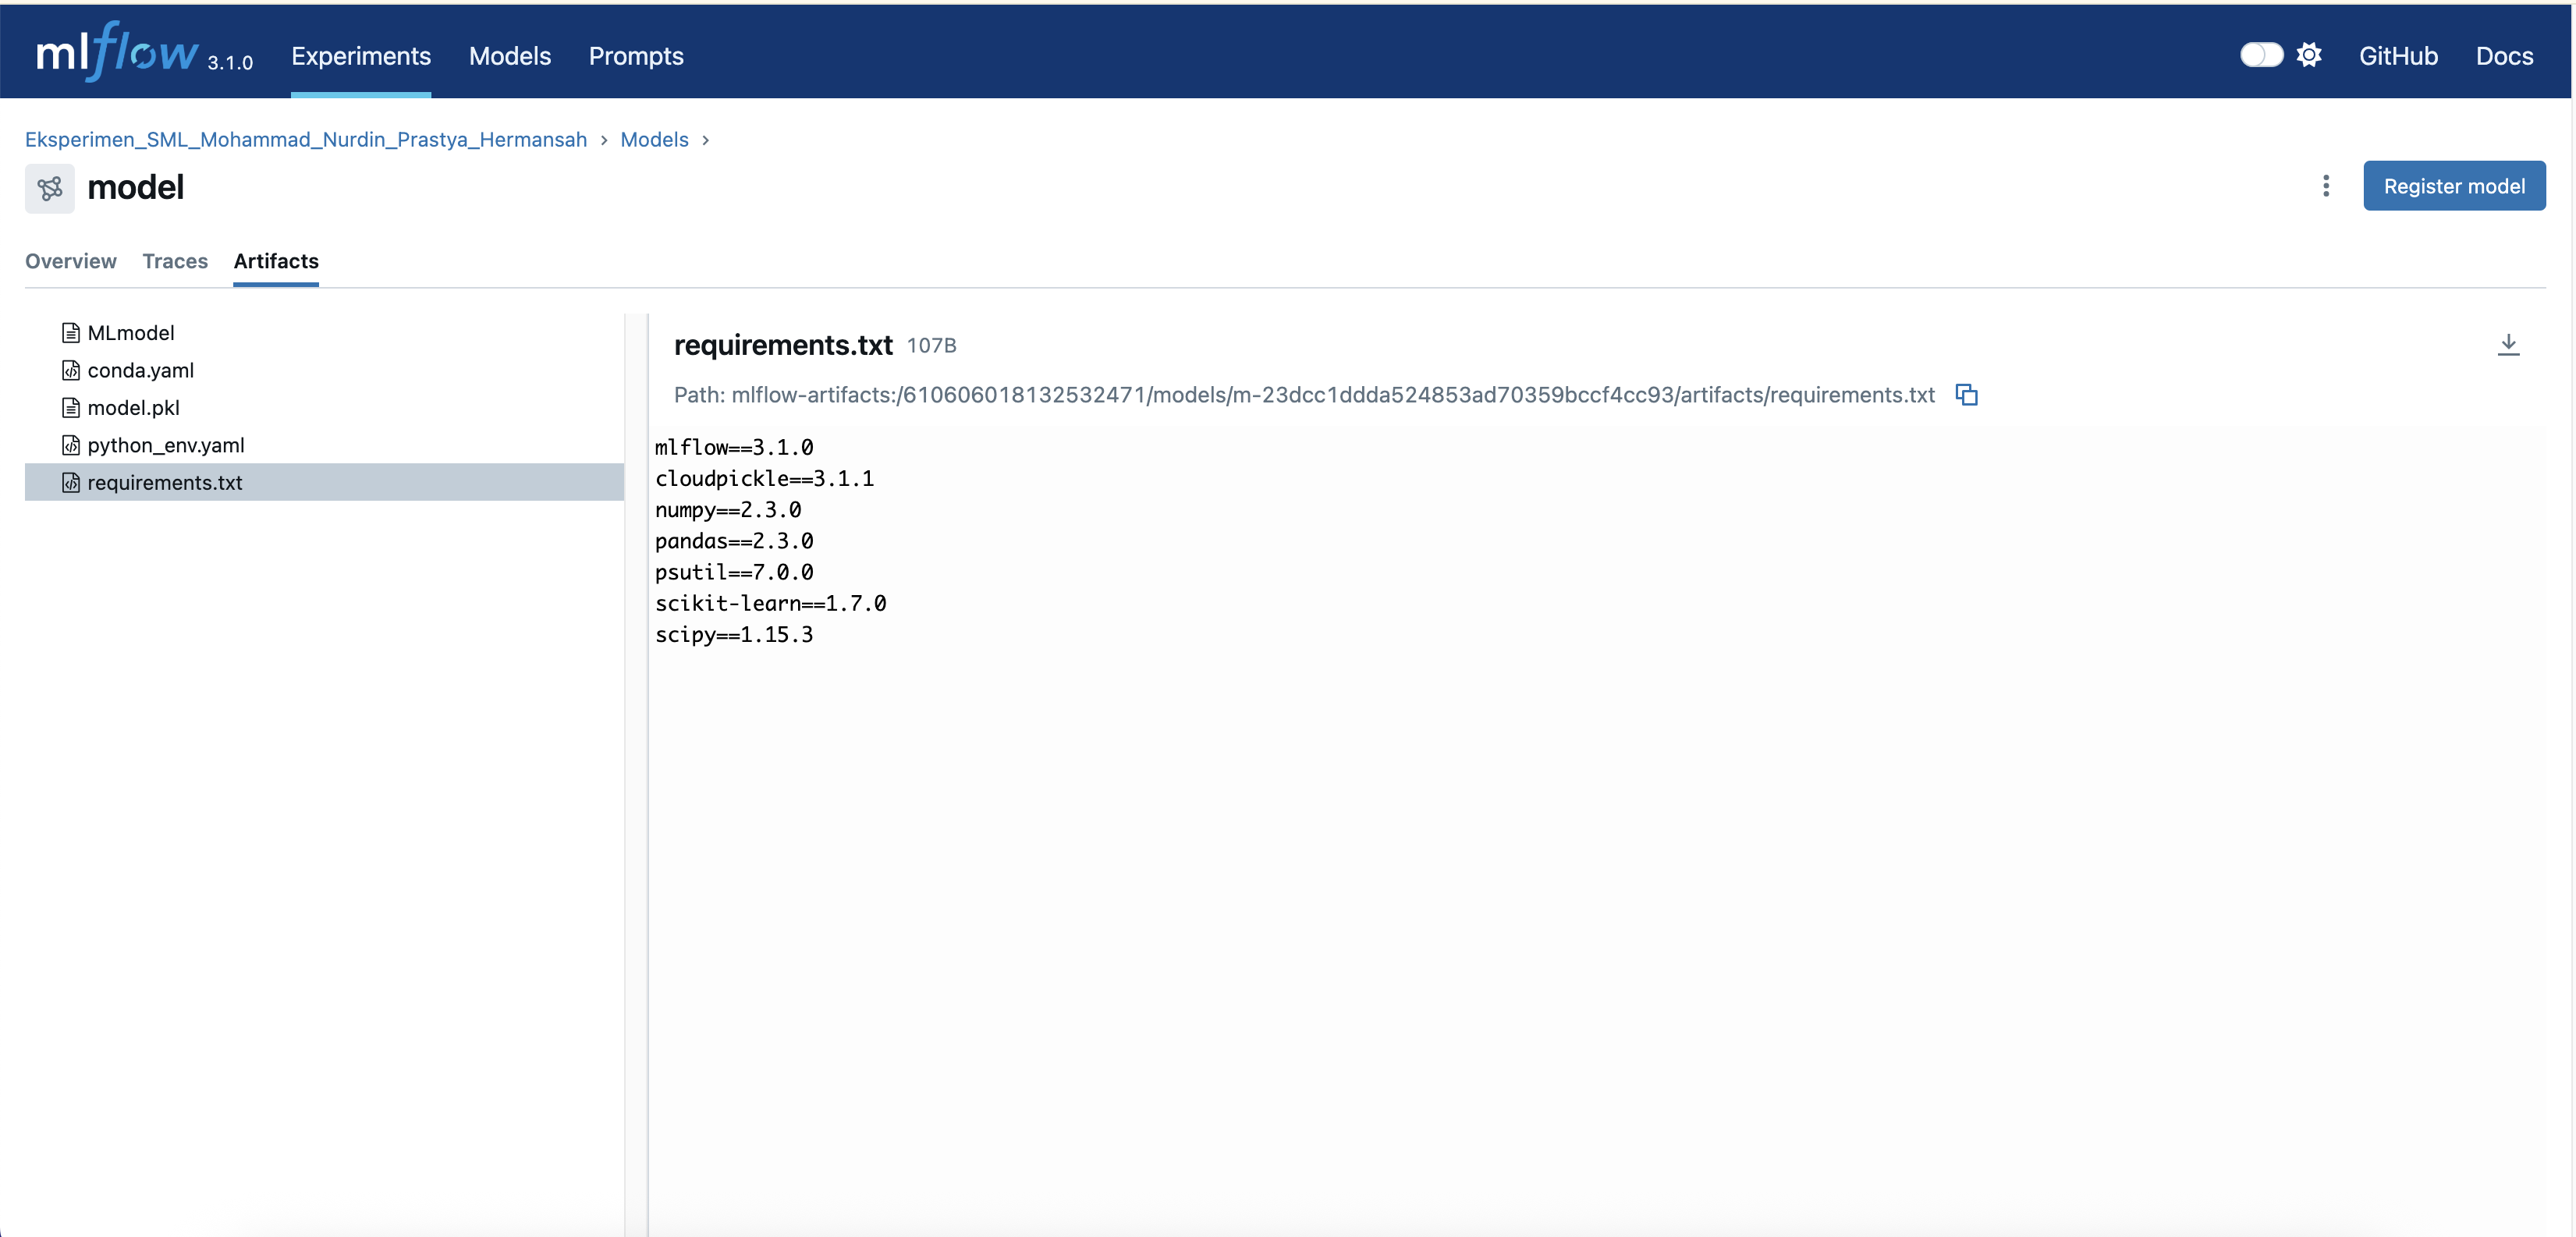 mlflow 3.1.0 Experiments Models Prompts GitHub Docs
Eksperimen_SML_Mohammad_Nurdin_Prastya_Hermansah > Models >
model
Register model
Overview Traces Artifacts
MLmodel
conda.yaml
model.pkl
python_env.yaml
requirements.txt
requirements.txt 107B
Path: mlflow-artifacts:/610606018132532471/models/m-23dcc1ddda524853ad70359bccf4cc93/artifacts/requirements.txt
mlflow==3.1.0
cloudpickle==3.1.1
numpy==2.3.0
pandas==2.3.0
psutil==7.0.0
scikit-learn==1.7.0
scipy==1.15.3